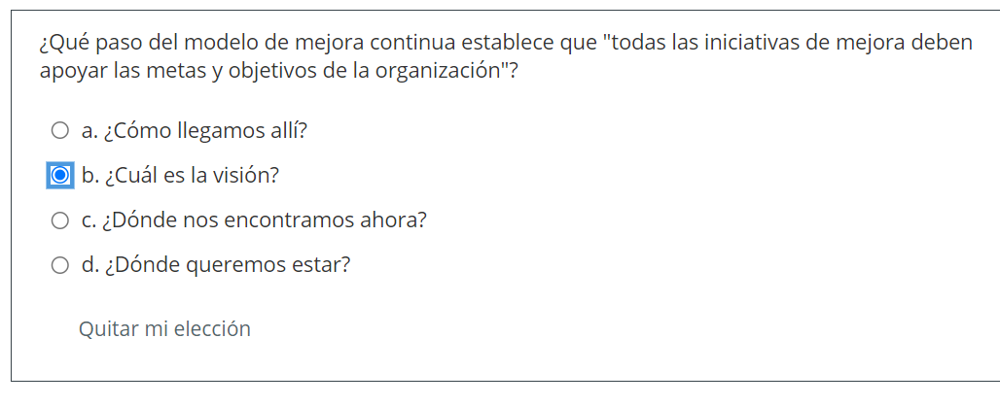 ¿Qué paso del modelo de mejora continua establece que "todas las iniciativas de mejora deben
apoyar las metas y objetivos de la organización"?
a. ¿Cómo llegamos allí?
b. ¿Cuál es la visión?
c. ¿Dónde nos encontramos ahora?
d. ¿Dónde queremos estar?
Quitar mi elección